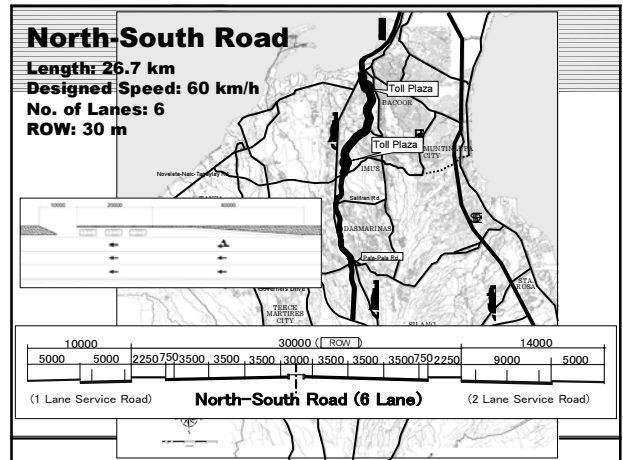 North-South Road
Length: 26.7 km
Designed Speed: 60 km/h
No. of Lanes: 6
ROW: 30 m
Toll Plaza
BACOOR
Toll Plaza
MUNTINLUPA
CITY
IMUS
Noveleta-Naic-Tagaytay Rd.
Salitran Rd
DASMARINAS
Pala-Pala Rd
STA.
ROSA
Governors Drive
TRECE
MARTIRES
CITY
SILANG
10000 20000 40000
10000 30000 ( ROW ) 14000
5000 5000 2250 750 3500 3500 3500 3000 3500 3500 3500 750 2250 9000 5000
(1 Lane Service Road) North-South Road (6 Lane) (2 Lane Service Road)